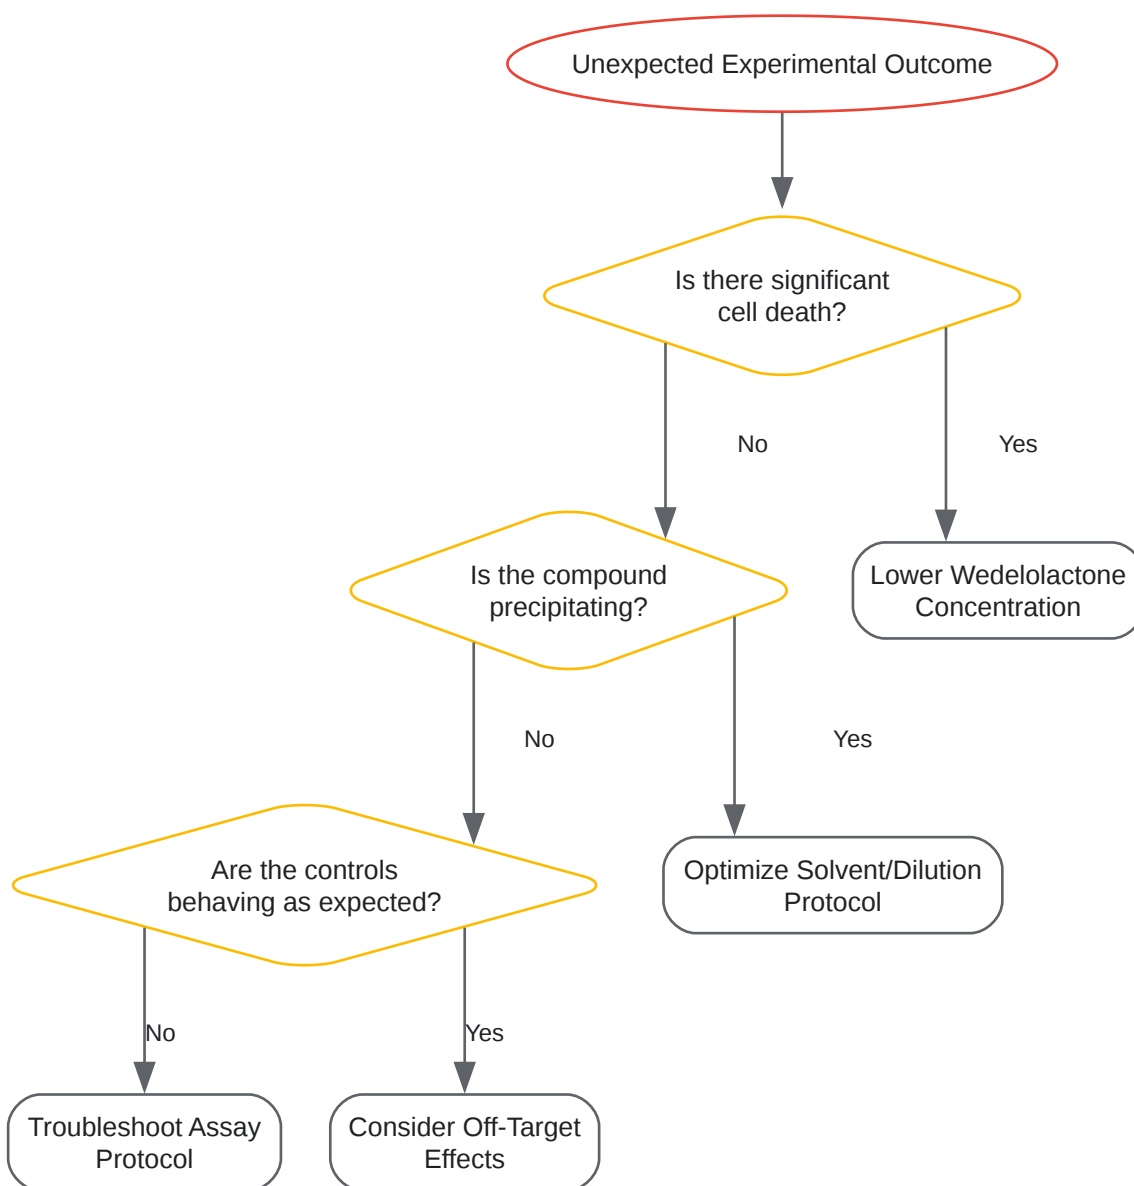 Unexpected Experimental Outcome
Is there significant
cell death?
No
Yes
Is the compound
precipitating?
Lower Wedelolactone
Concentration
No
Yes
Are the controls
behaving as expected?
Optimize Solvent/Dilution
Protocol
No
Yes
Troubleshoot Assay
Protocol
Consider Off-Target
Effects